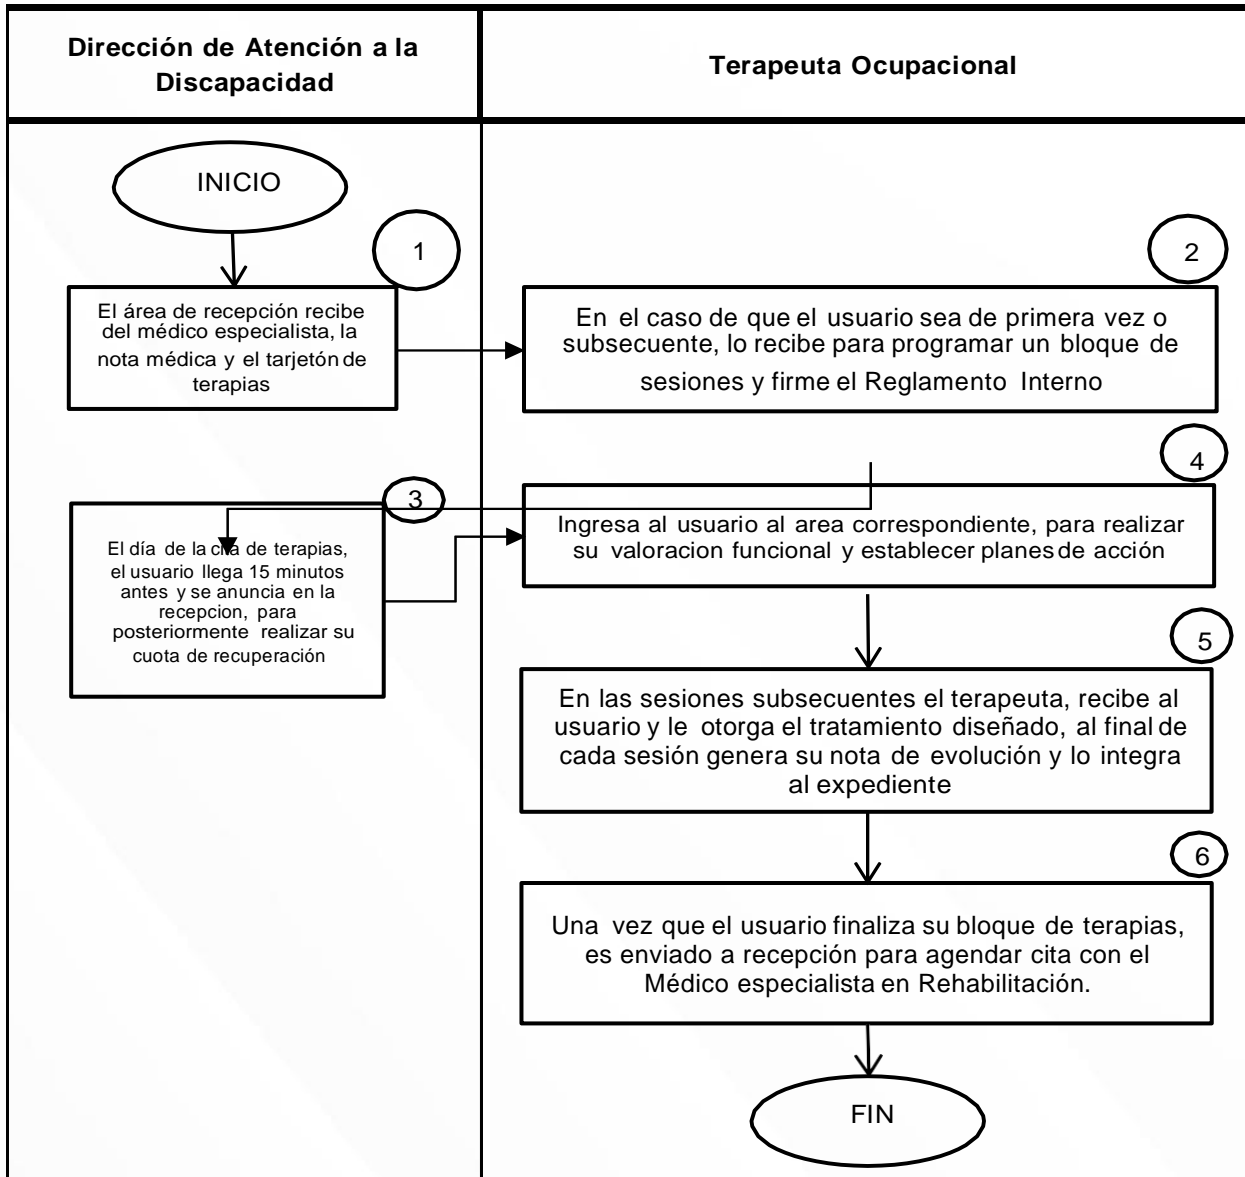 Dirección de Atención a la
Discapacidad
Terapeuta Ocupacional
INICIO
1
El área de recepción recibe
del médico especialista, la
nota médica y el tarjetón de
terapias
2
En el caso de que el usuario sea de primera vez o
subsecuente, lo recibe para programar un bloque de
sesiones y firme el Reglamento Interno
3
El día de la cita de terapias,
el usuario llega 15 minutos
antes y se anuncia en la
recepcion, para
posteriormente realizar su
cuota de recuperación
4
Ingresa al usuario al area correspondiente, para realizar
su valoracion funcional y establecer planes de acción
5
En las sesiones subsecuentes el terapeuta, recibe al
usuario y le otorga el tratamiento diseñado, al final de
cada sesión genera su nota de evolución y lo integra
al expediente
6
Una vez que el usuario finaliza su bloque de terapias,
es enviado a recepción para agendar cita con el
Médico especialista en Rehabilitación.
FIN